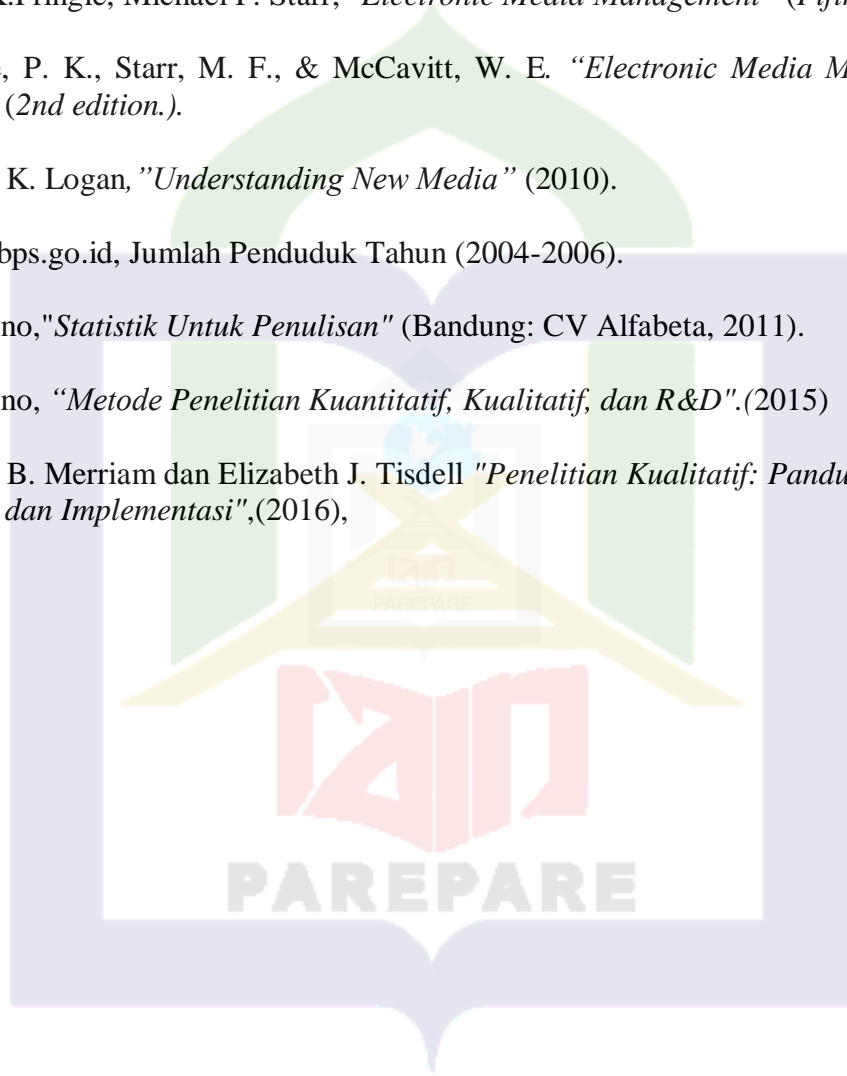 Pringle, Michael F. Starr, "Electronic Media Management" (
P. K., Starr, M. F., & McCavitt, W. E. “Electronic Media
(2nd edition.).
K. Logan,”Understanding New Media” (2010).
bps.go.id, Jumlah Penduduk Tahun (2004-2006).
no,"Statistik Untuk Penulisan" (Bandung: CV Alfabeta, 2011).
no, “Metode Penelitian Kuantitatif, Kualitatif, dan R&D".(2015)
B. Merriam dan Elizabeth J. Tisdell "Penelitian Kualitatif:
dan Implementasi",(2016),
iain
PAREPARE
iain
PAREPARE